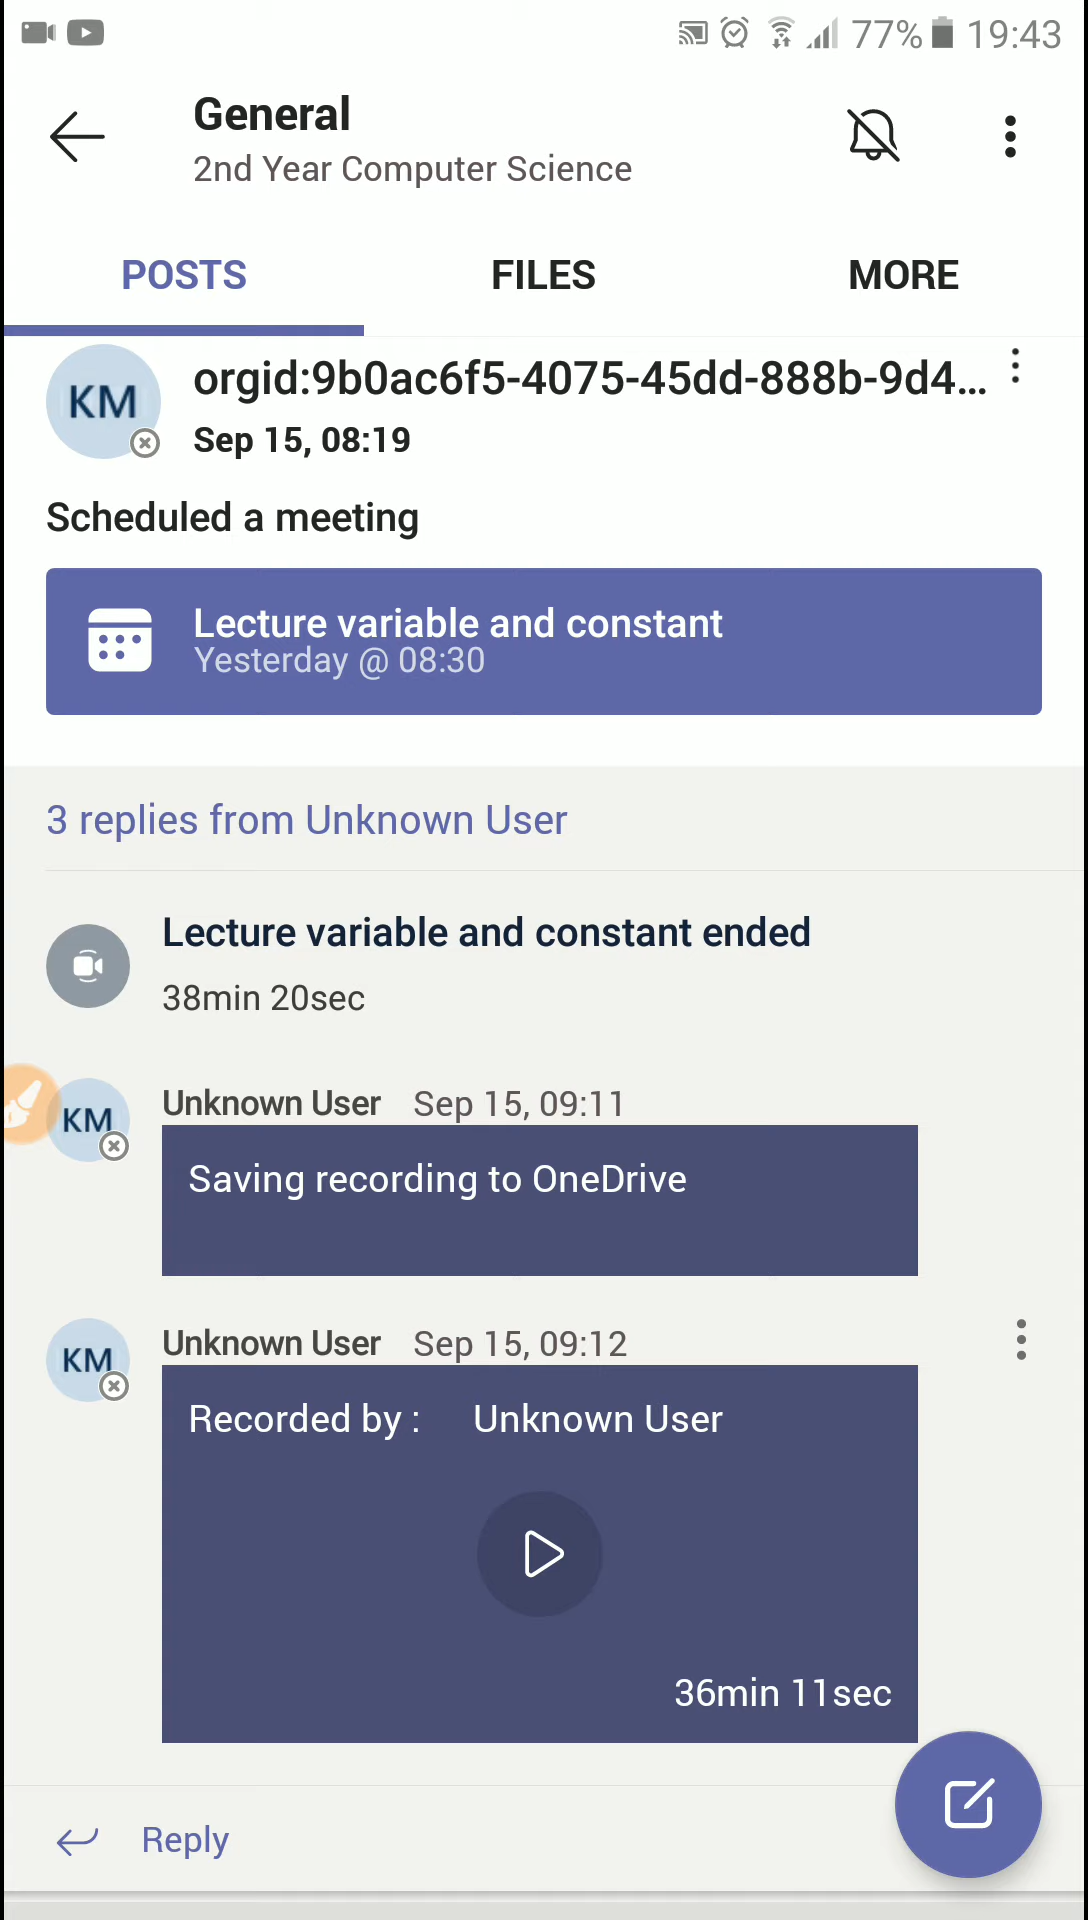 77% 19:43
General
2nd Year Computer Science
POSTS FILES MORE
KM orgid:9b0ac6f5-4075-45dd-888b-9d4...
Sep 15, 08:19
Scheduled a meeting
Lecture variable and constant
Yesterday @ 08:30
3 replies from Unknown User
Lecture variable and constant ended
38min 20sec
KM Unknown User Sep 15, 09:11
Saving recording to OneDrive
KM Unknown User Sep 15, 09:12
Recorded by : Unknown User
36min 11sec
Reply